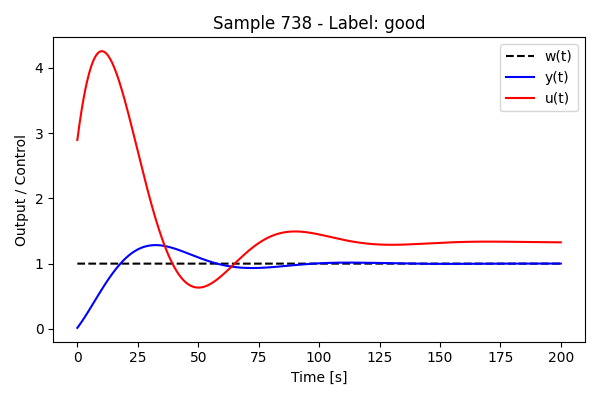 Sample 738 - Label: good
w(t)
y(t)
u(t)
Output / Control
4
3
2
1
0
0 25 50 75 100 125 150 175 200
Time [s]